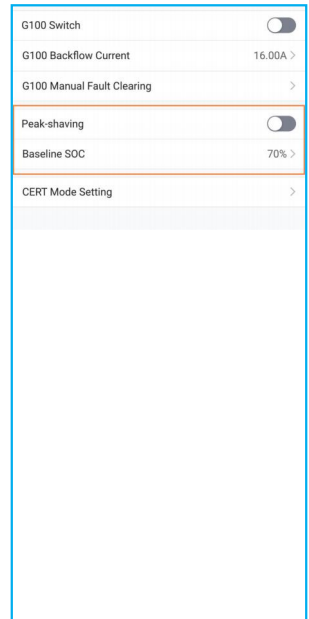 G100 Switch
G100 Backflow Current 16.00A >
G100 Manual Fault Clearing >
Peak-shaving
Baseline SOC 70% >
CERT Mode Setting >